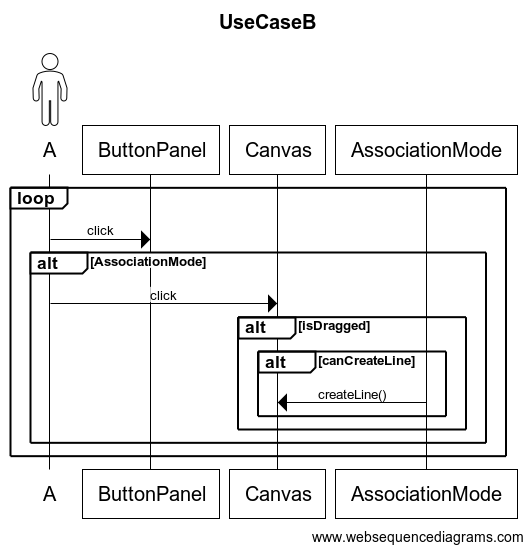 UseCaseB
A ButtonPanel Canvas AssociationMode
loop
click
alt [AssociationMode]
click
alt [isDragged]
alt [canCreateLine]
createLine()
A ButtonPanel Canvas AssociationMode
www.websequencediagrams.com